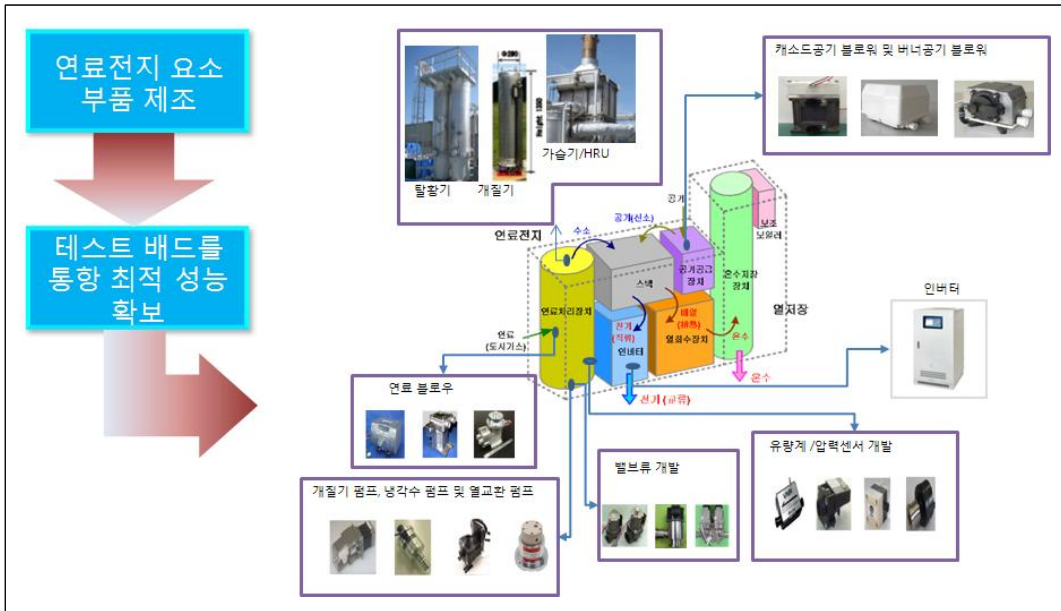 연료전지 요소
부품 제조
테스트 배드를
통항 최적 성능
확보
Height 1390
가습기/HRU
탈황기
개질기
캐소드공기 블로워 및 버너공기 블로워
연료전지
수소
공기(산소)
공기
보조
보일러
공기공급
장치
온수저장
장치
스택
연료처리장치
열저장
연료
(도시가스)
전기
(직류)
인버터
배열
(排熱)
열회수장치
온수
온수
전기 (교류)
인버터
연료 블로우
개질기 펌프, 냉각수 펌프 및 열교환 펌프
밸브류 개발
유량계 /압력센서 개발